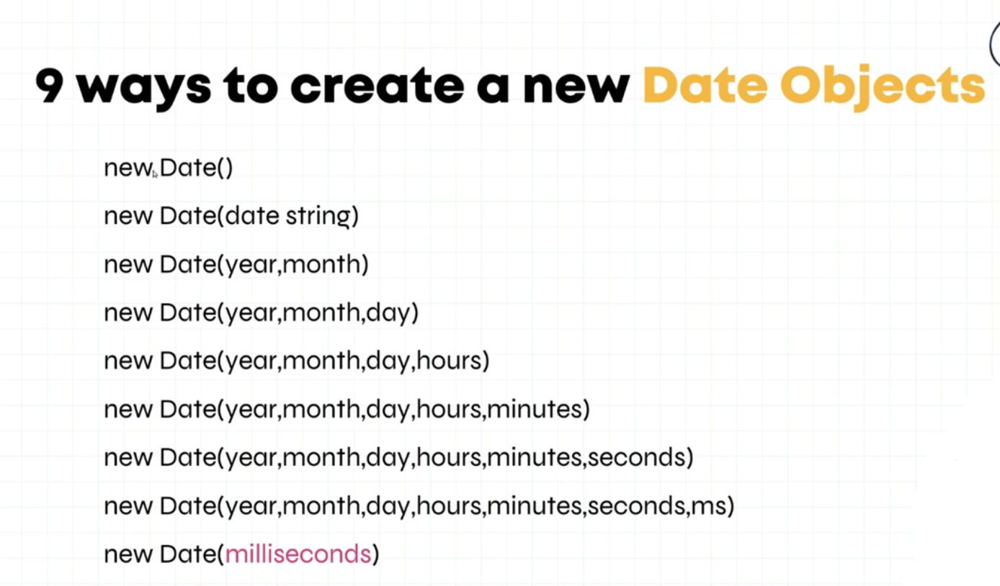 9 ways to create a new Date Objects
new Date()
new Date(date string)
new Date(year,month)
new Date(year,month,day)
new Date(year,month,day,hours)
new Date(year,month,day,hours,minutes)
new Date(year,month,day,hours,minutes,seconds)
new Date(year,month,day,hours,minutes,seconds,ms)
new Date(milliseconds)